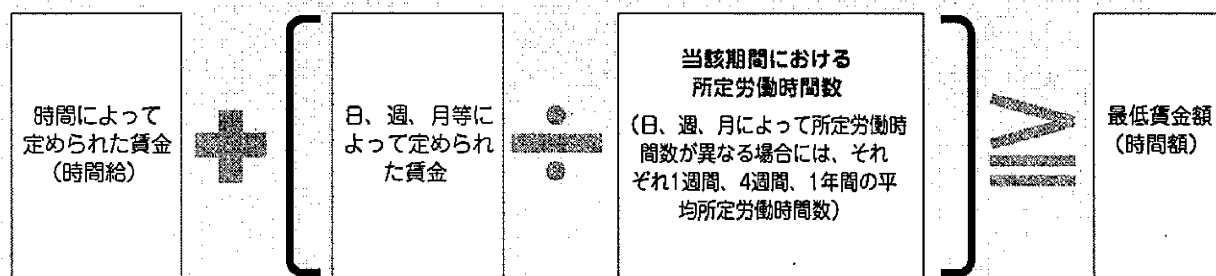 時間によって
定められた賃金
(時間給)
+
日、週、月等に
よって定められ
た賃金
÷
当該期間における
所定労働時間数
(日、週、月によって所定労働時
間数が異なる場合には、それ
ぞれ1週間、4週間、1年間の平
均所定労働時間数)
≧
最低賃金額
(時間額)